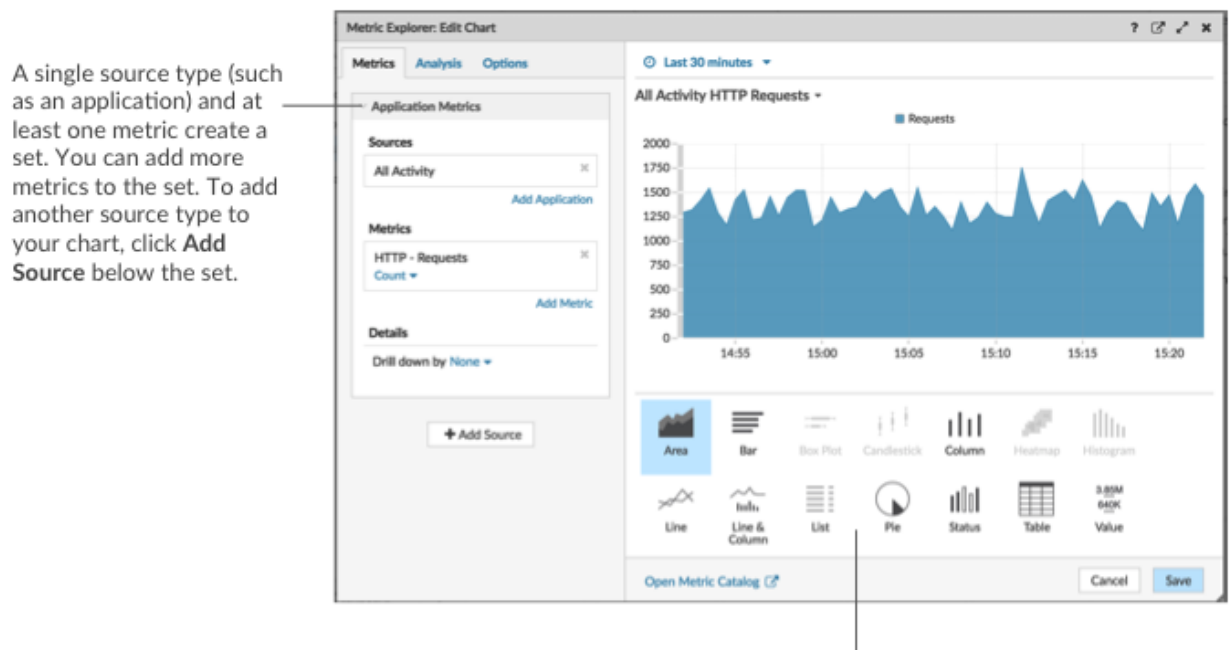 Metric Explorer: Edit Chart
?
A single source type (such
as an application) and at
least one metric create a
set. You can add more
metrics to the set. To add
another source type to
your chart, click Add
Source below the set.
Metrics Analysis Options
Application Metrics
Sources
All Activity
Add Application
Metrics
HTTP - Requests
Count
Add Metric
Details
Drill down by None
+ Add Source
Last 30 minutes
All Activity HTTP Requests
Requests
2000
1750
1500
1250
1000
750
500
250
0
14:55 15:00 15:05 15:10 15:15 15:20
Area Bar Box Plot Candlestick Column Heatmap Histogram
3.85M
640K
Line Line & Column List Pie Status Table Value
Open Metric Catalog
Cancel Save